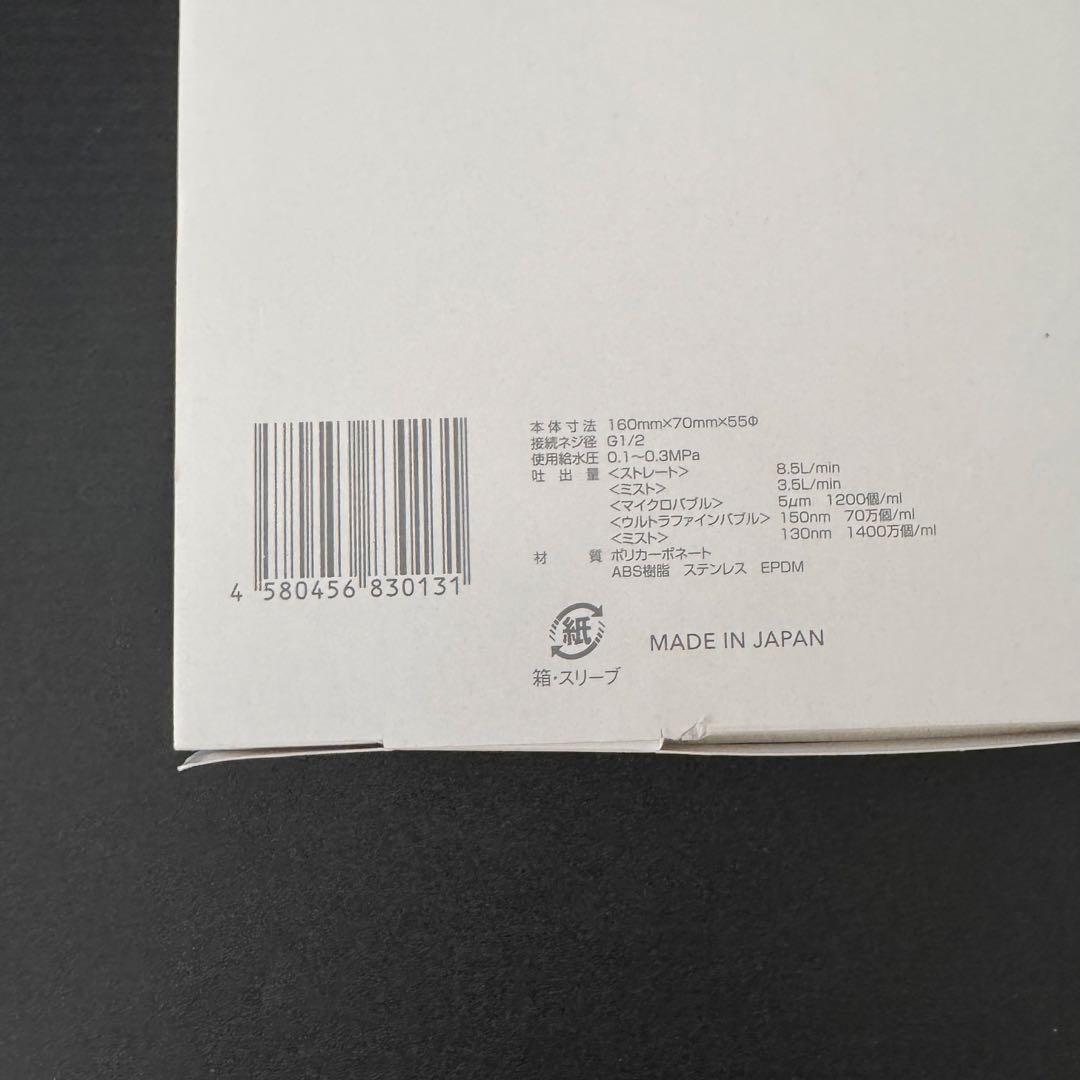 4 580456 830131
本体寸法 160mm×70mm×55Φ
接続ネジ径 G1/2
使用給水圧 0.1〜0.3MPa
吐出量 <ストレート> 8.5L/min
<ミスト> 3.5L/min
<マイクロバブル> 5μm 1200個/ml
<ウルトラファインバブル> 150nm 70万個/ml
<ミスト> 130nm 1400万個/ml
材質 ポリカーポネート
ABS樹脂 ステンレス EPDM
紙
箱・スリーブ
MADE IN JAPAN